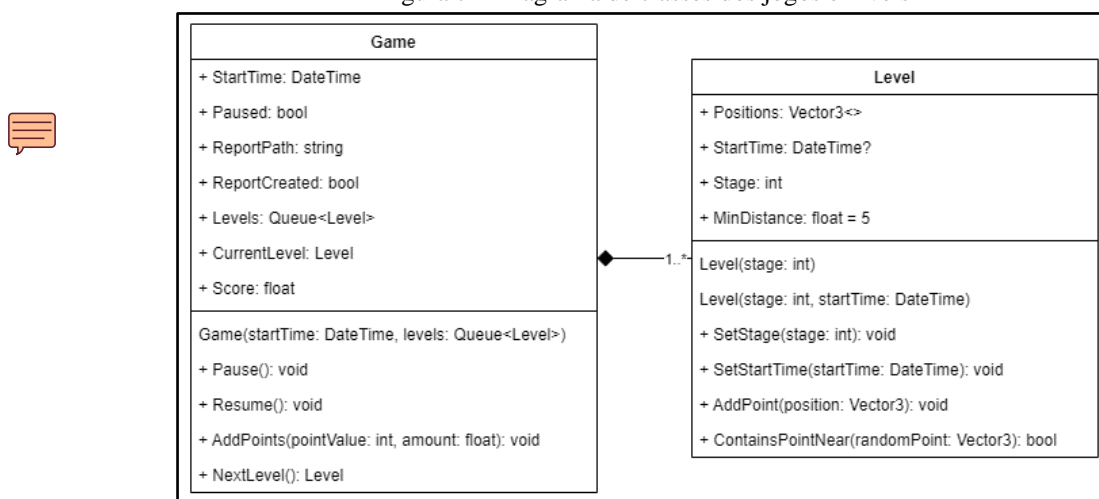 Game
+ StartTime: DateTime
+ Paused: bool
+ ReportPath: string
+ ReportCreated: bool
+ Levels: Queue<Level>
+ CurrentLevel: Level
+ Score: float
Game(startTime: DateTime, levels: Queue<Level>)
+ Pause(): void
+ Resume(): void
+ AddPoints(pointValue: int, amount: float): void
+ NextLevel(): Level
1..*
Level
+ Positions: Vector3<>
+ StartTime: DateTime?
+ Stage: int
+ MinDistance: float = 5
Level(stage: int)
Level(stage: int, startTime: DateTime)
+ SetStage(stage: int): void
+ SetStartTime(startTime: DateTime): void
+ AddPoint(position: Vector3): void
+ ContainsPointNear(randomPoint: Vector3): bool